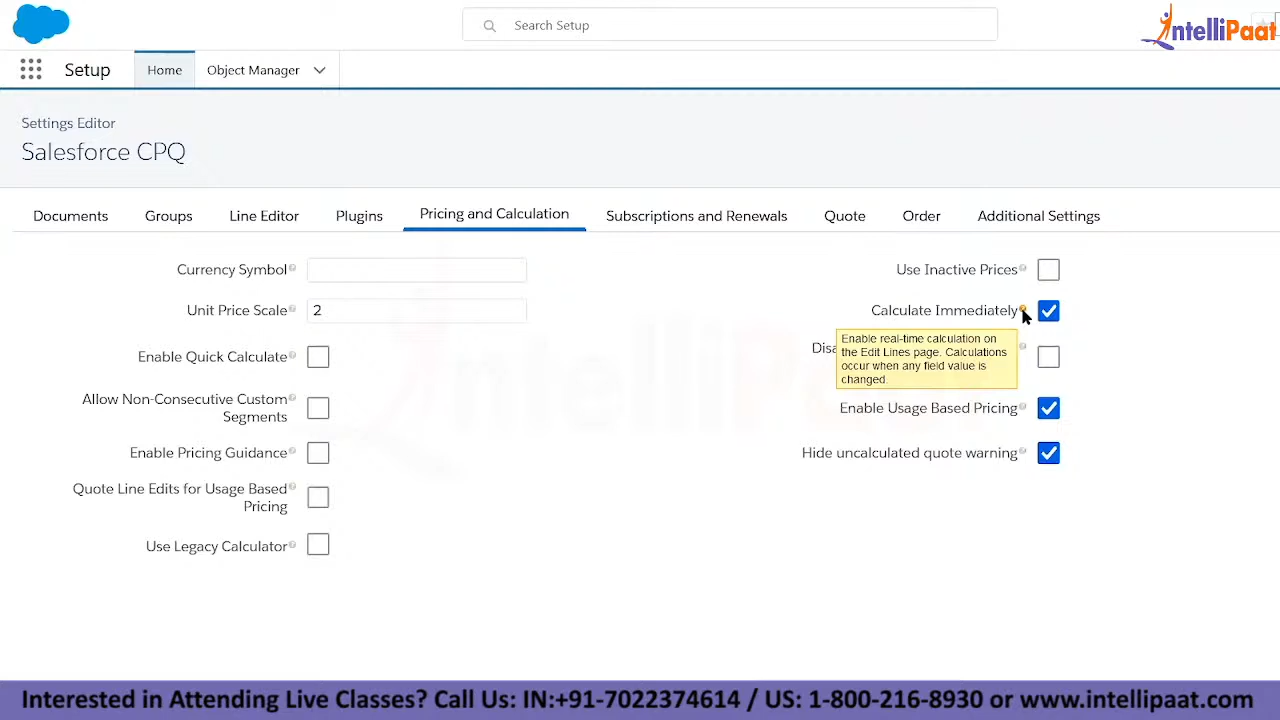 Search Setup
IntelliPaat
Setup
Home
Object Manager
Settings Editor
Salesforce CPQ
Documents
Groups
Line Editor
Plugins
Pricing and Calculation
Subscriptions and Renewals
Quote
Order
Additional Settings
Currency Symbol
Use Inactive Prices
Unit Price Scale
2
Calculate Immediately
Enable real-time calculation on
the Edit Lines page. Calculations
occur when any field value is
changed.
Enable Quick Calculate
Allow Non-Consecutive Custom
Segments
Enable Usage Based Pricing
Enable Pricing Guidance
Hide uncalculated quote warning
Quote Line Edits for Usage Based
Pricing
Use Legacy Calculator
IntelliPaat
Interested in Attending Live Classes? Call Us: IN:+91-7022374614 / US: 1-800-216-8930 or www.intellipaat.com